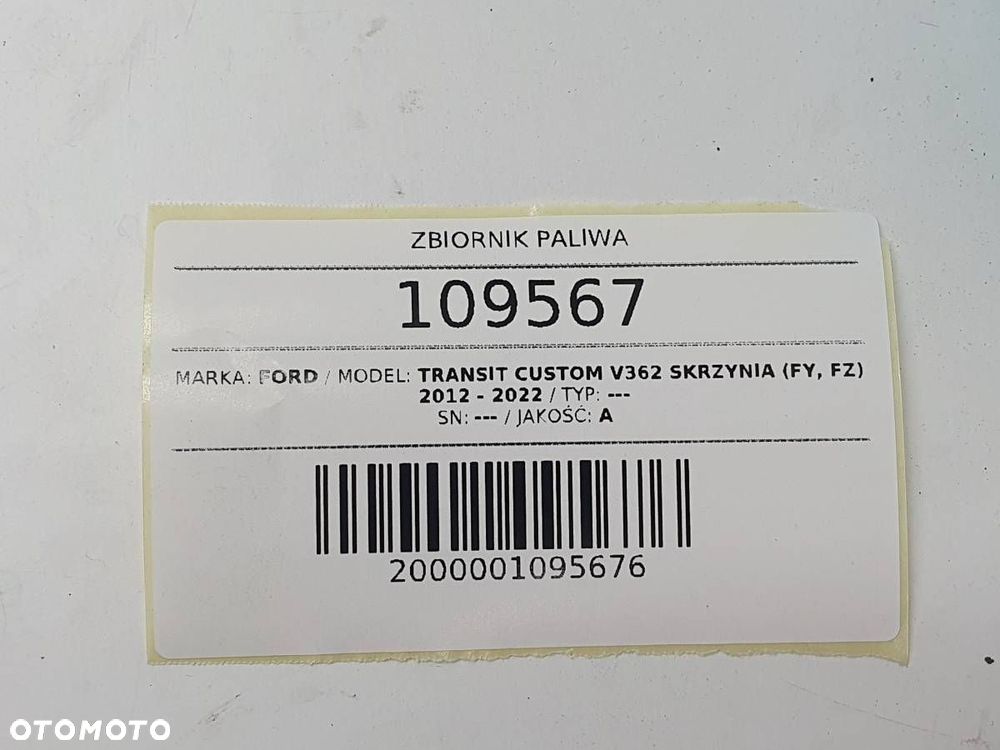 ZBIORNIK PALIWA
109567
MARKA: FORD / MODEL: TRANSIT CUSTOM V362 SKRZYNIA (FY, FZ)
2012 - 2022 / TYP: ---
SN: --- / JAKOŚĆ: A
2000001095676
OTOMOTO